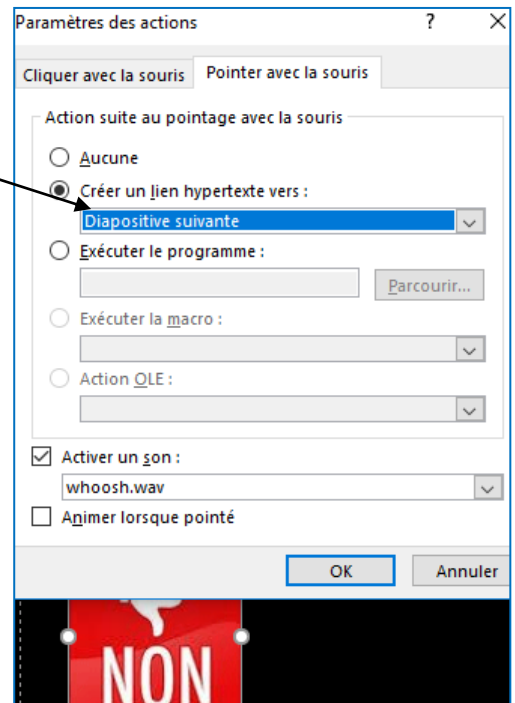 Paramètres des actions ?
Cliquer avec la souris Pointer avec la souris
Action suite au pointage avec la souris
Aucune
Créer un lien hypertexte vers :
Diapositive suivante
Exécuter le programme :
Parcourir...
Exécuter la macro :
Action OLE :
Activer un son :
whoosh.wav
Animer lorsque pointé
OK Annuler
NON